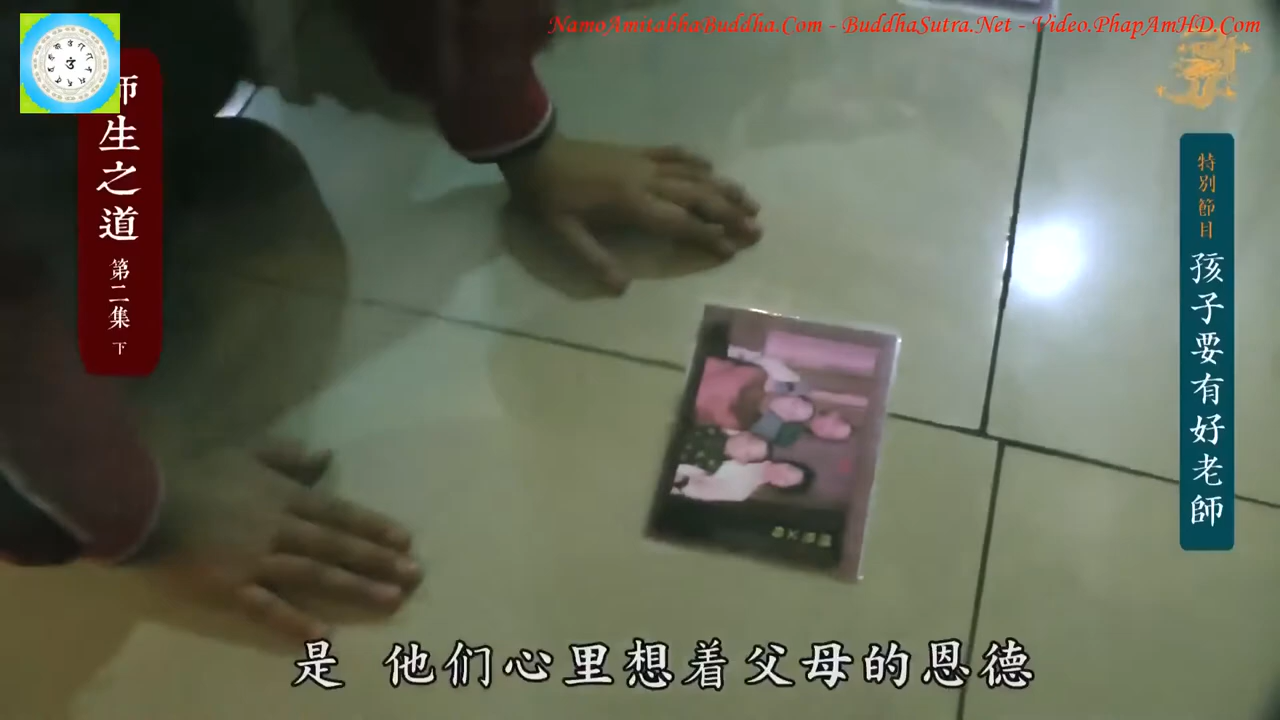 NamoAmitabhaBuddha.Com - BuddhaSutra.Net - Video.PhapAmHD.Com
師生之道
第二集 下
特別節目
孩子要有好老師
是 他们心里想着父母的恩德